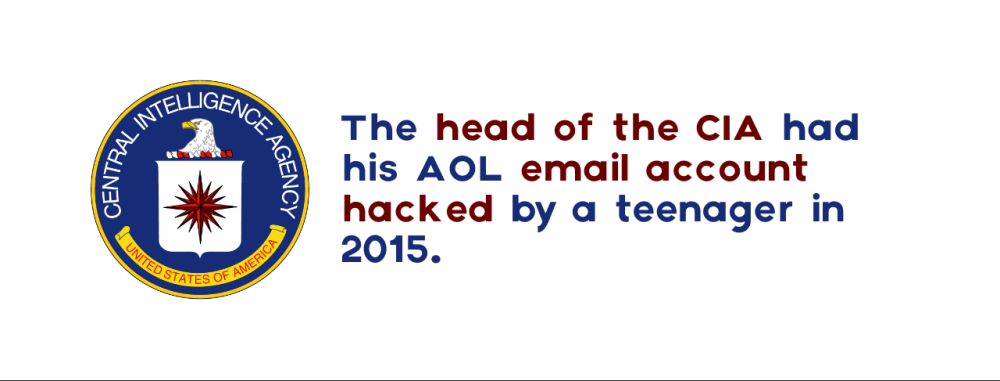 CENTRAL INTELLIGENCE AGENCY
UNITED STATES OF AMERICA
The head of the CIA had
his AOL email account
hacked by a teenager in
2015.